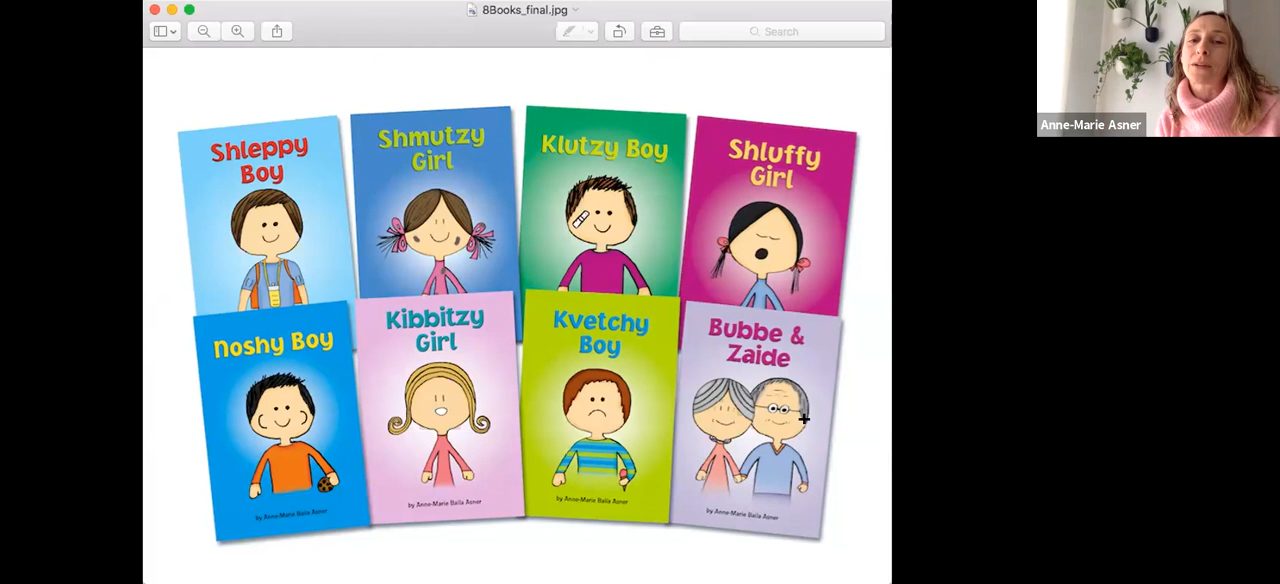 8Books_final.jpg
Search
Anne-Marie Asner
Shleppy
Boy
Shmutzy
Girl
Klutzy Boy
Shluffy
Girl
Noshy Boy
by Anne-Marie Baila Asner
Kibbitzy
Girl
by Anne-Marie Baila Asner
Kvetchy
Boy
by Anne-Marie Baila Asner
Bubbe &
Zaide
by Anne-Marie Baila Asner